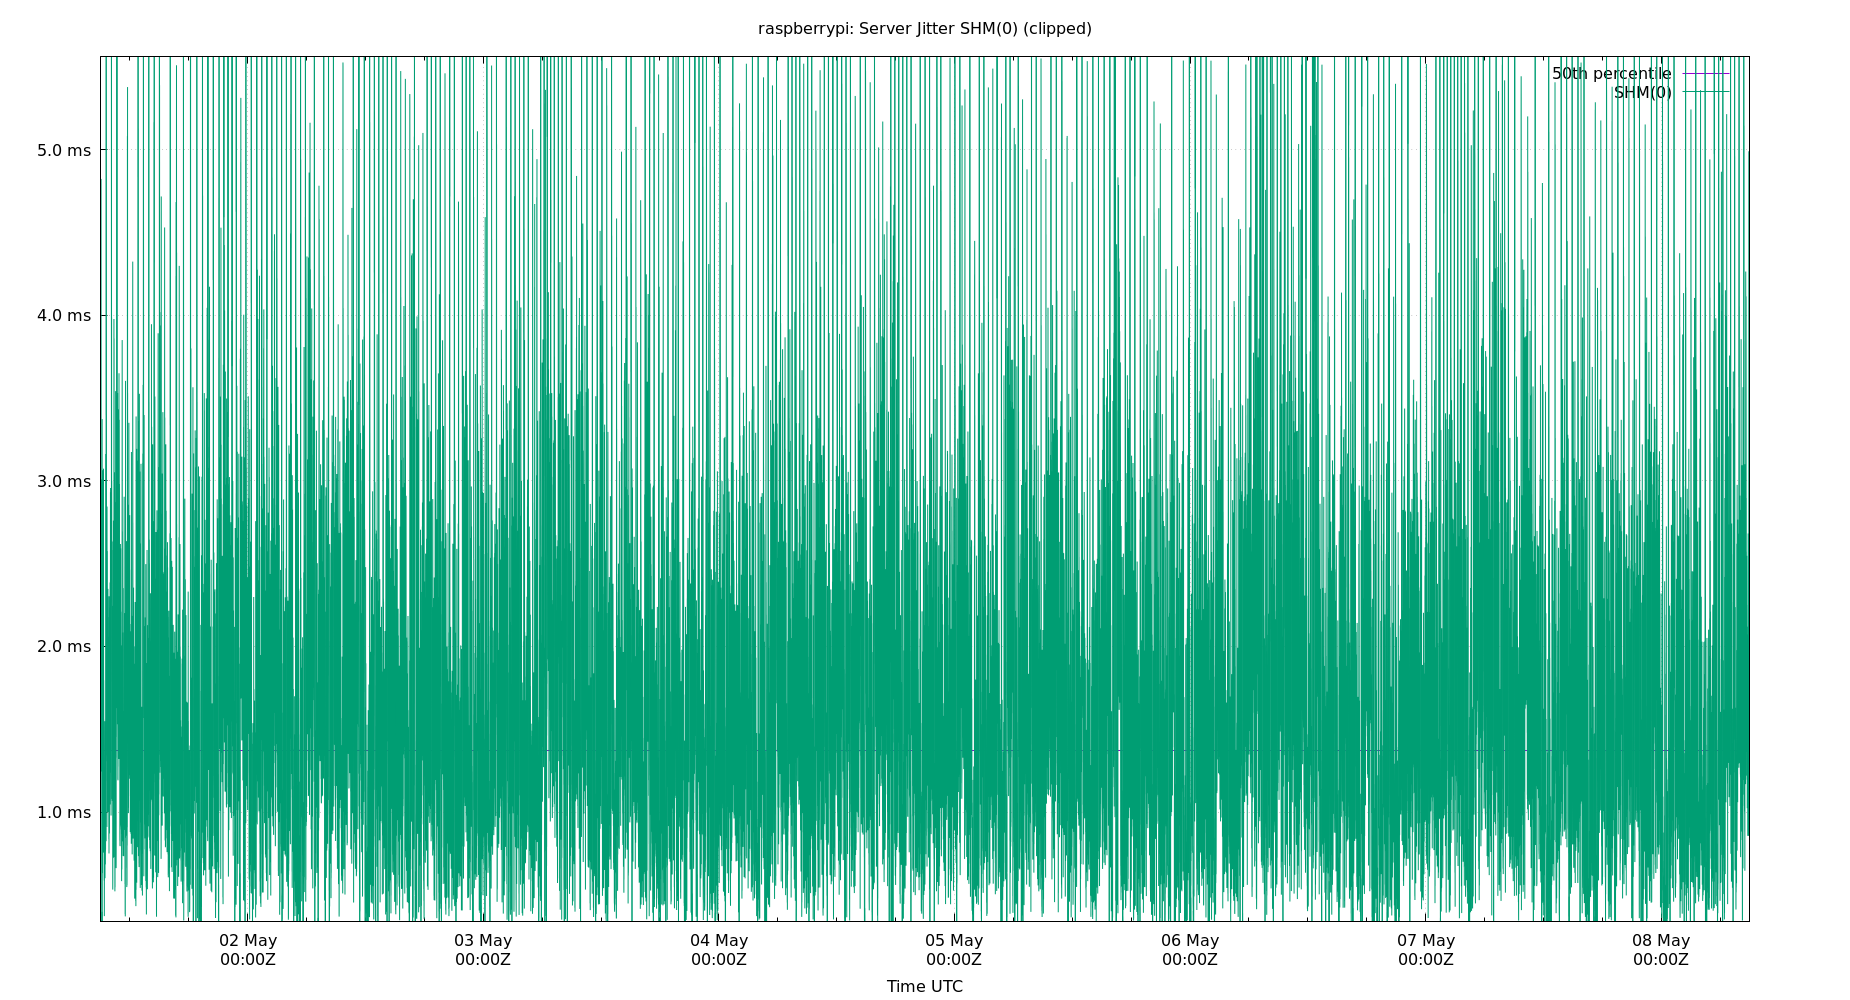 raspberrypi: Server Jitter SHM(0) (clipped)
50th percentile
SHM(0)
5.0 ms
4.0 ms
3.0 ms
2.0 ms
1.0 ms
02 May 03 May 04 May 05 May 06 May 07 May 08 May
00:00Z 00:00Z 00:00Z 00:00Z 00:00Z 00:00Z 00:00Z
Time UTC